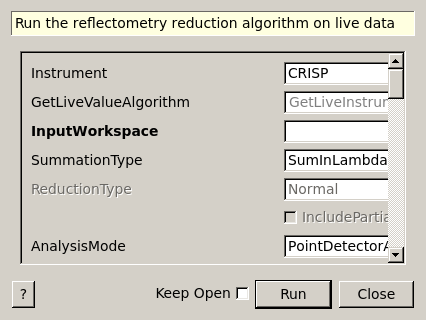 Run the reflectometry reduction algorithm on live data
Instrument CRISP
GetLiveValueAlgorithm GetLiveInstrur
InputWorkspace
SummationType SumInLambda
ReductionType Normal
IncludePartia
AnalysisMode PointDetectorA
? Keep Open Run Close